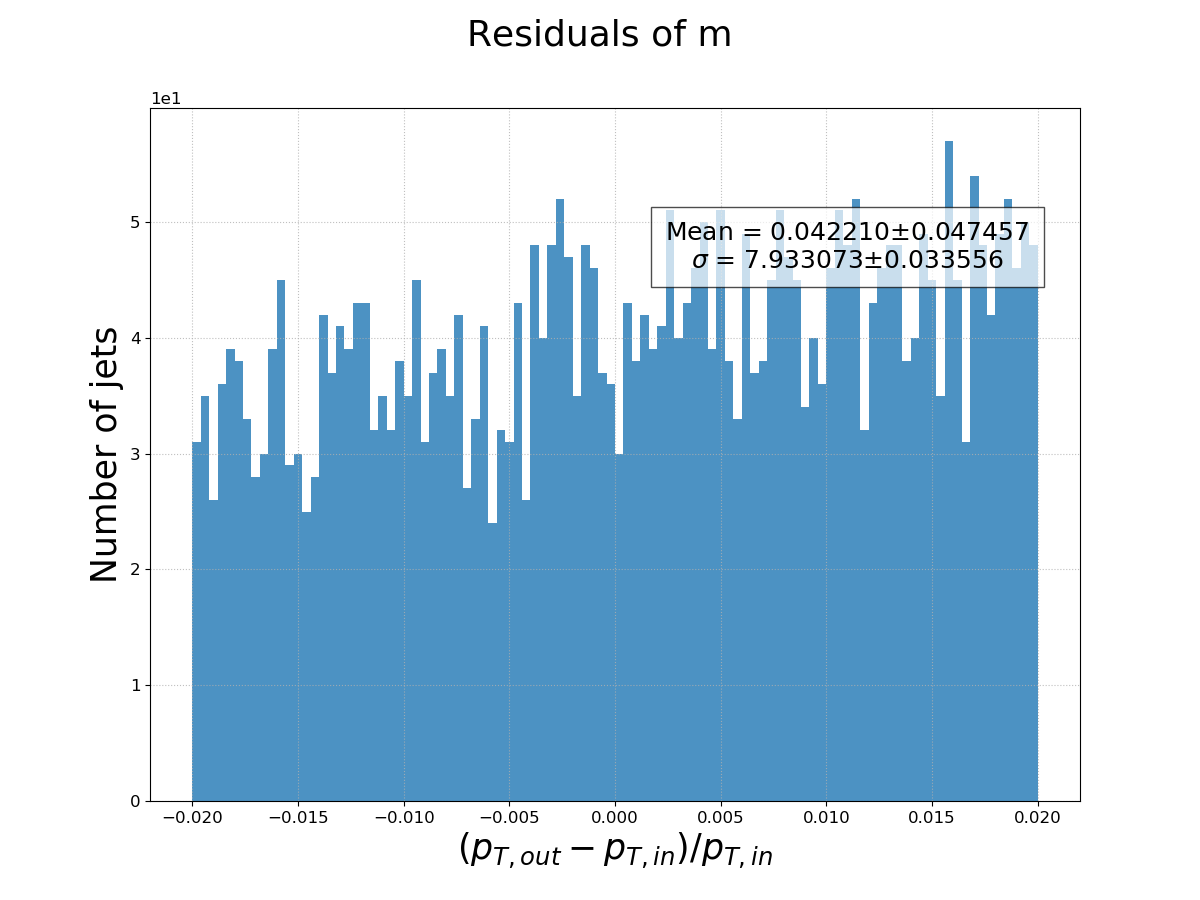 Residuals of m
1e1
5
4
3
2
1
0
Number of jets
Mean = 0.042210±0.047457
σ = 7.933073±0.033556
−0.020 −0.015 −0.010 −0.005 0.000 0.005 0.010 0.015 0.020
(p_{T,out} − p_{T,in})/p_{T,in}